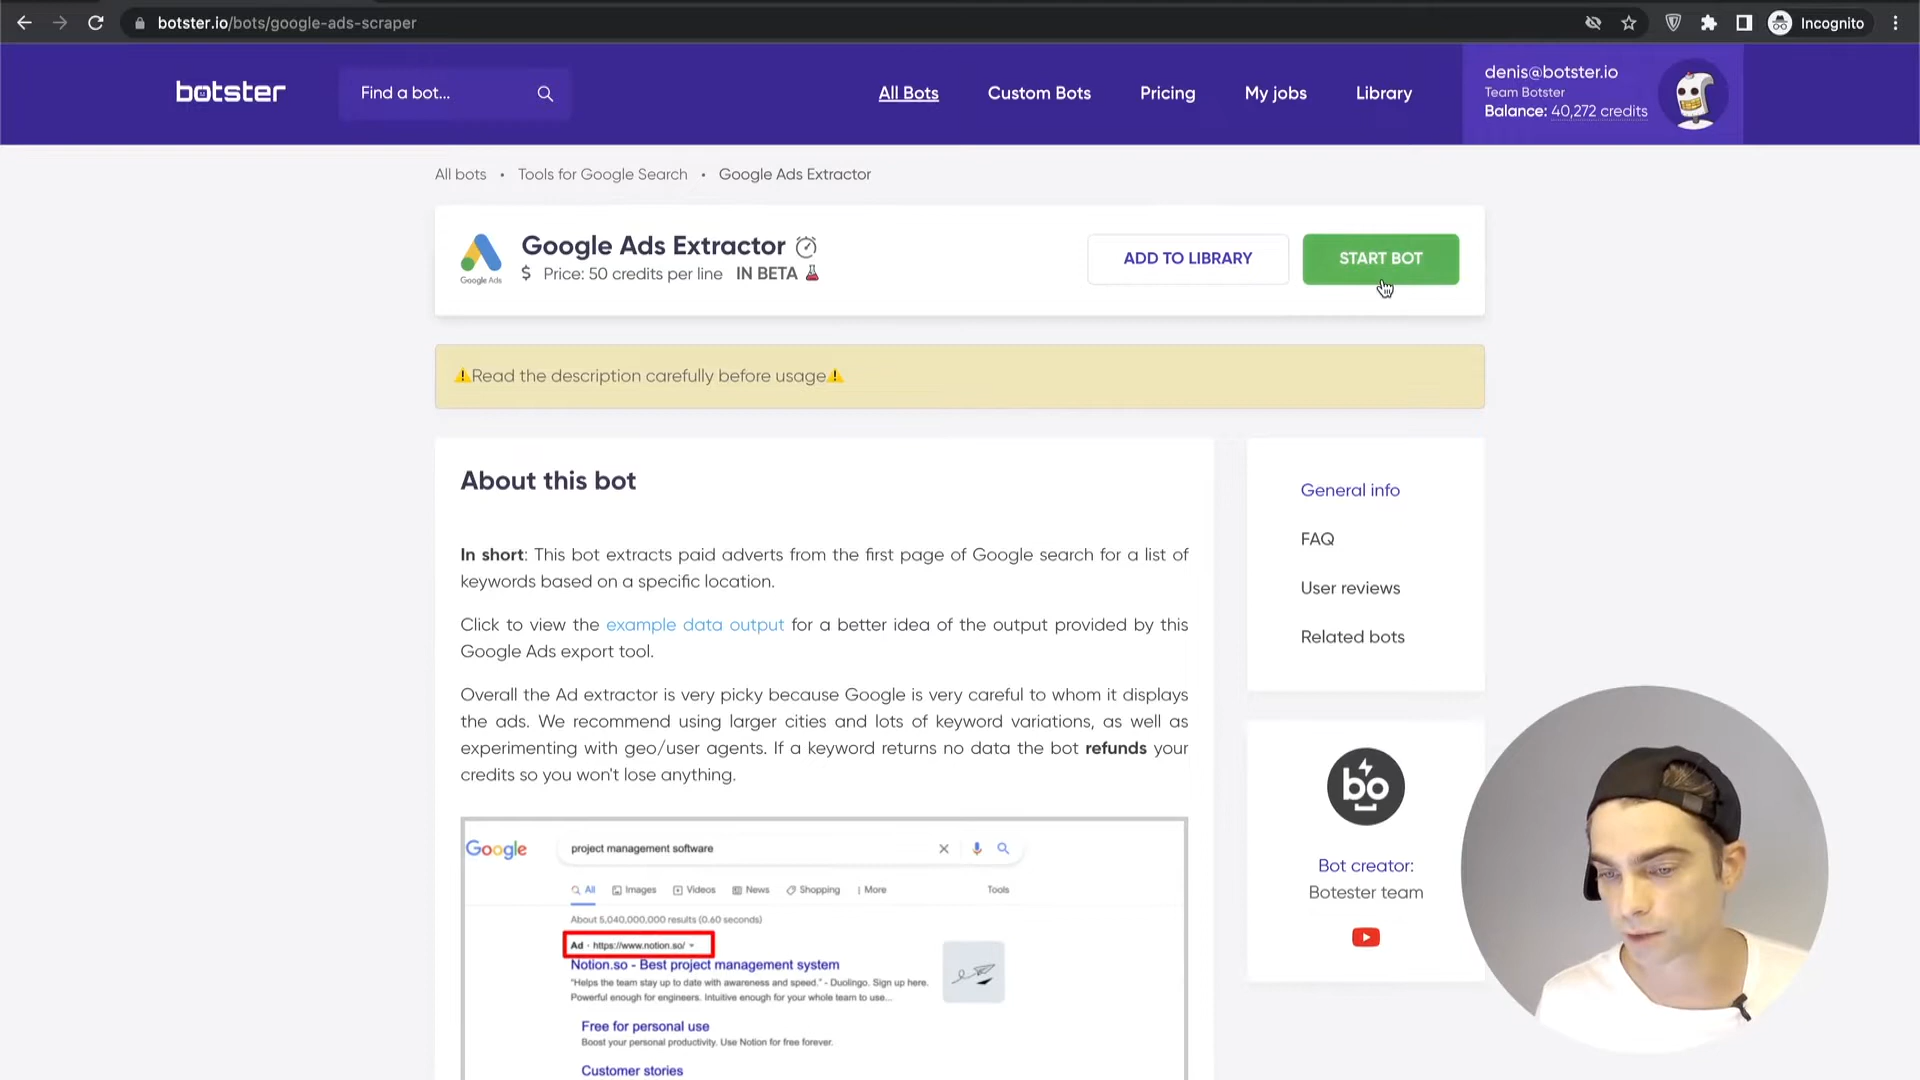 botster.io/bots/google-ads-scraper
Incognito
botster
Find a bot...
All Bots
Custom Bots
Pricing
My jobs
Library
denis@botster.io
Team Botster
Balance: 40,272 credits
All bots • Tools for Google Search • Google Ads Extractor
Google Ads
Google Ads Extractor
$ Price: 50 credits per line IN BETA
ADD TO LIBRARY
START BOT
⚠Read the description carefully before usage⚠
About this bot
In short: This bot extracts paid adverts from the first page of Google search for a list of
keywords based on a specific location.
Click to view the example data output for a better idea of the output provided by this
Google Ads export tool.
Overall the Ad extractor is very picky because Google is very careful to whom it displays
the ads. We recommend using larger cities and lots of keyword variations, as well as
experimenting with geo/user agents. If a keyword returns no data the bot refunds your
credits so you won't lose anything.
Google
project management software
All
Images
Videos
News
Shopping
More
Tools
About 5,040,000,000 results (0.60 seconds)
Ad · https://www.notion.so/
Notion.so - Best project management system
"Helps the team stay up to date with awareness and speed." - Duolingo. Sign up here.
Powerful enough for engineers. Intuitive enough for your whole team to use...
Free for personal use
Boost your personal productivity. Use Notion for free forever.
Customer stories
General info
FAQ
User reviews
Related bots
bo
Bot creator:
Botester team